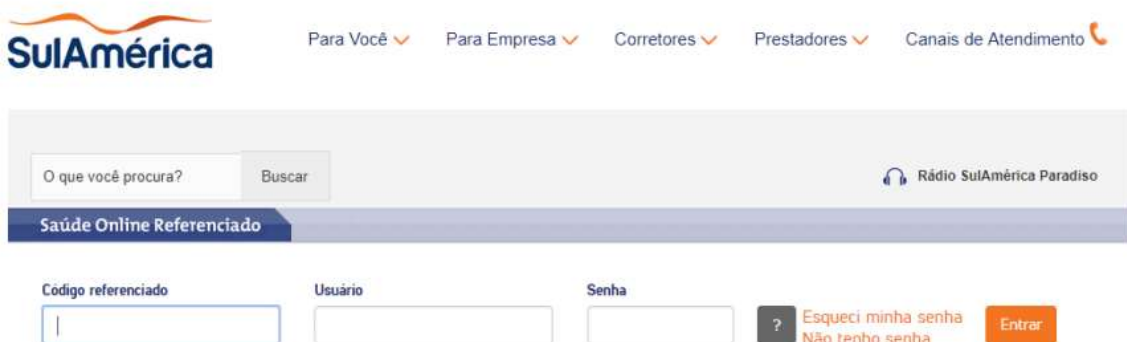 SulAmérica
Para Você
Para Empresa
Corretores
Prestadores
Canais de Atendimento
O que você procura?
Buscar
Rádio SulAmérica Paradiso
Saúde Online Referenciado
Código referenciado
Usuário
Senha
?
Esqueci minha senha
Não tenho senha
Entrar